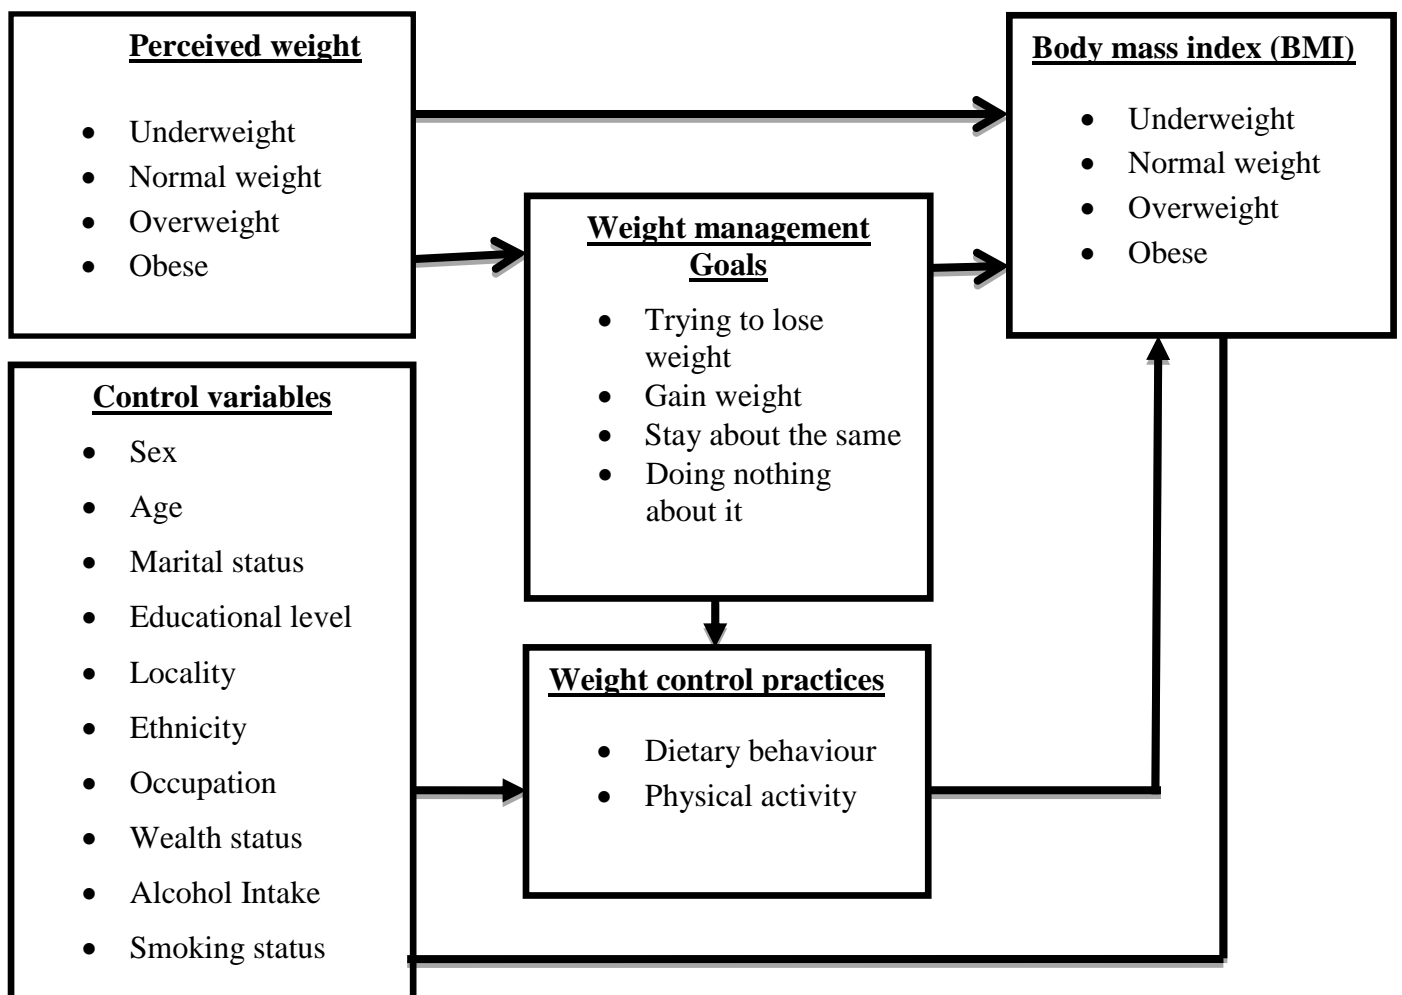 Perceived weight
• Underweight
• Normal weight
• Overweight
• Obese
Body mass index (BMI)
• Underweight
• Normal weight
• Overweight
• Obese
Weight management
Goals
• Trying to lose
weight
• Gain weight
• Stay about the same
• Doing nothing
about it
Control variables
• Sex
• Age
• Marital status
• Educational level
• Locality
• Ethnicity
• Occupation
• Wealth status
• Alcohol Intake
• Smoking status
Weight control practices
• Dietary behaviour
• Physical activity